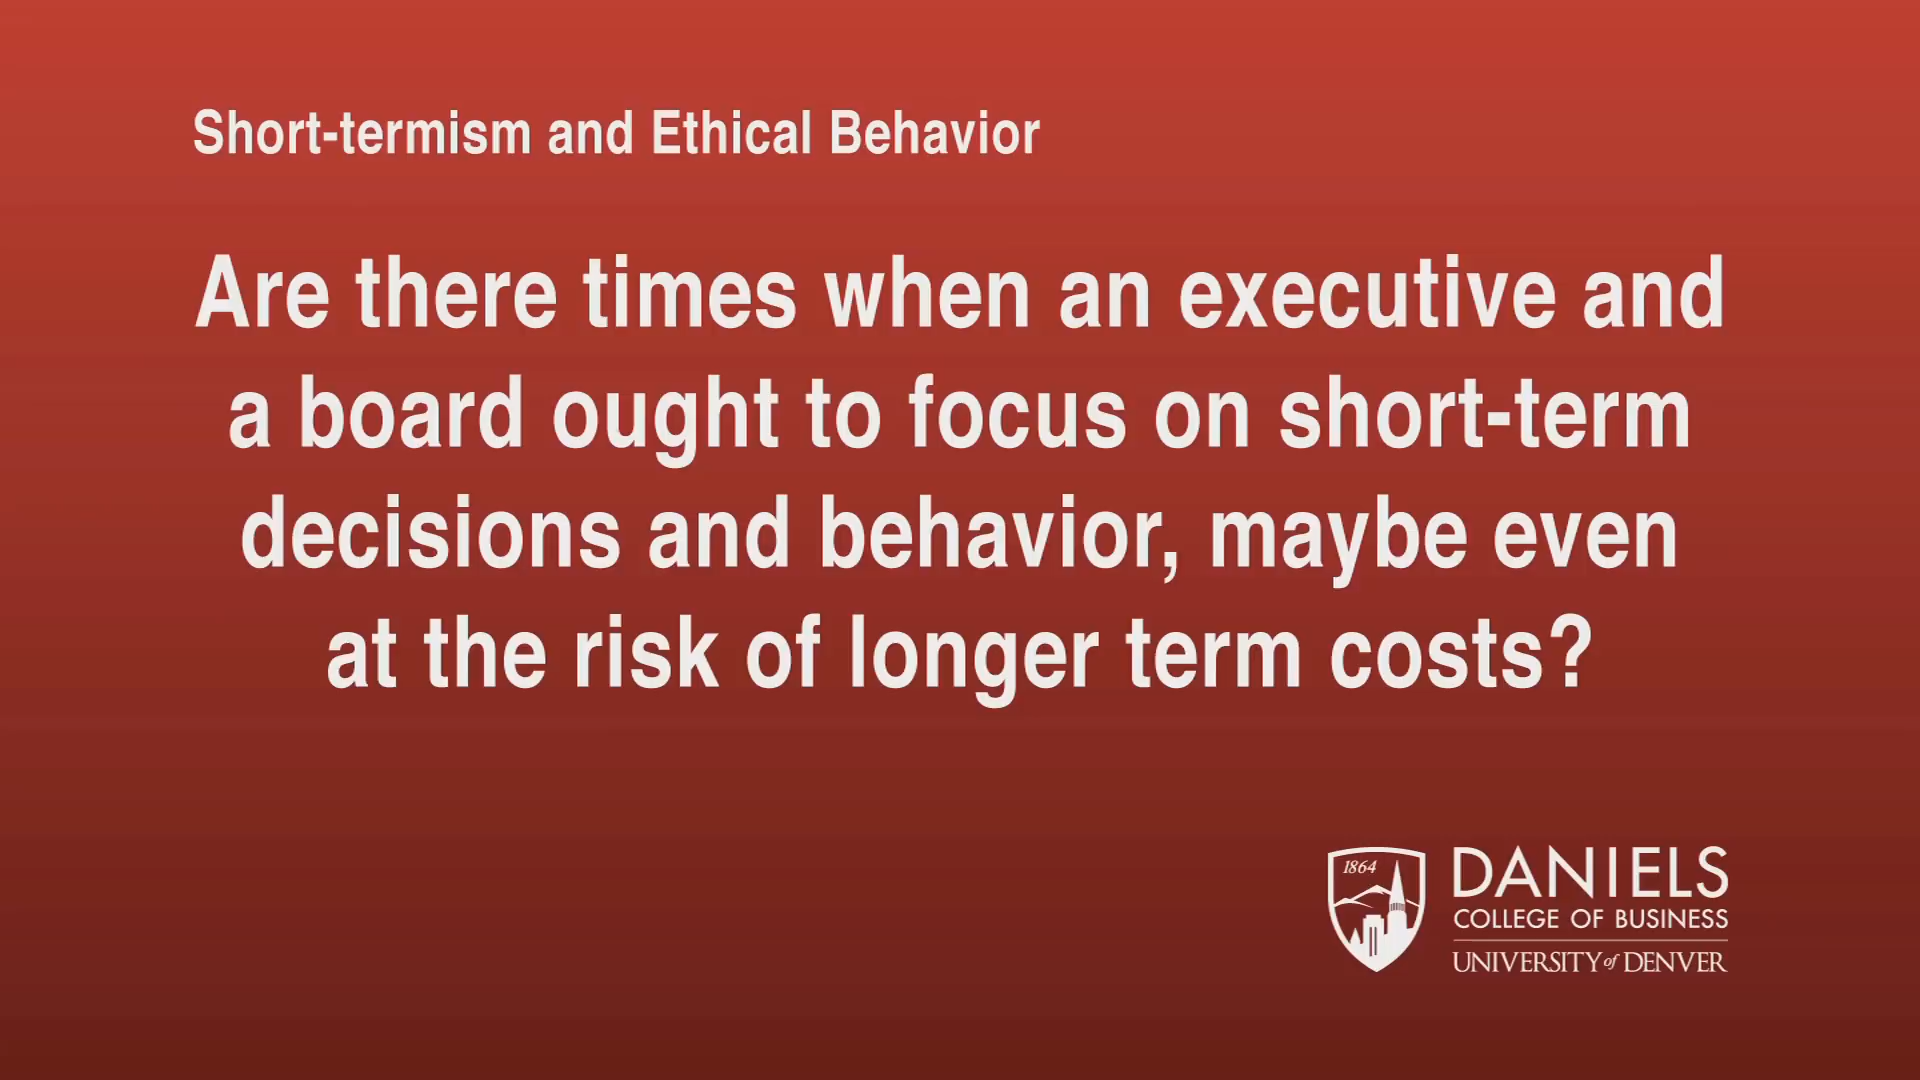 Short-termism and Ethical Behavior
Are there times when an executive and
a board ought to focus on short-term
decisions and behavior, maybe even
at the risk of longer term costs?
1864
DANIELS
COLLEGE OF BUSINESS
UNIVERSITY of DENVER